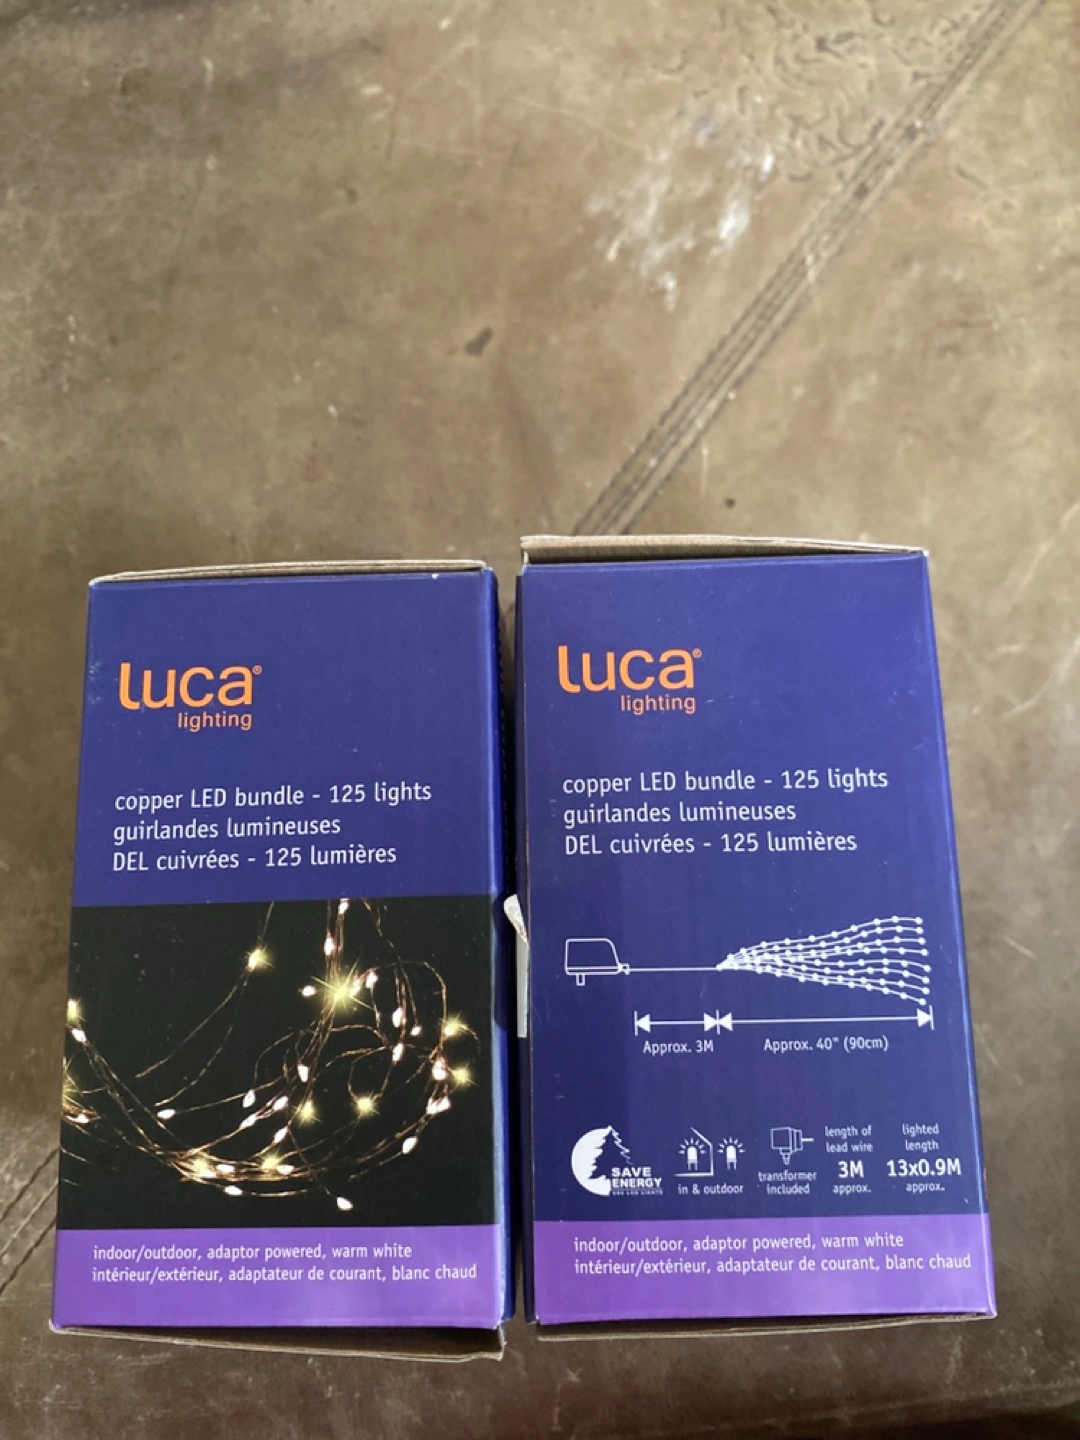 luca®
lighting
copper LED bundle - 125 lights
guirlandes lumineuses
DEL cuivrées - 125 lumières
indoor/outdoor, adaptor powered, warm white
intérieur/extérieur, adaptateur de courant, blanc chaud
luca®
lighting
copper LED bundle - 125 lights
guirlandes lumineuses
DEL cuivrées - 125 lumières
Approx. 3M
Approx. 40" (90cm)
SAVE
ENERGY
USE LED LIGHTS
in & outdoor
transformer
included
length of
lead wire
3M
approx.
lighted
length
13x0.9M
approx.
indoor/outdoor, adaptor powered, warm white
intérieur/extérieur, adaptateur de courant, blanc chaud